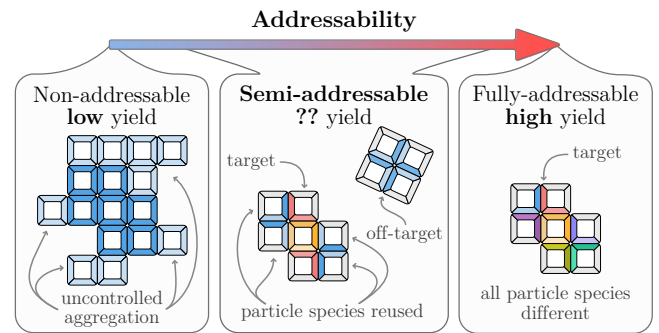 Addressability
Non-addressable
low yield
uncontrolled
aggregation
Semi-addressable
?? yield
target
off-target
particle species reused
Fully-addressable
high yield
target
all particle species
different